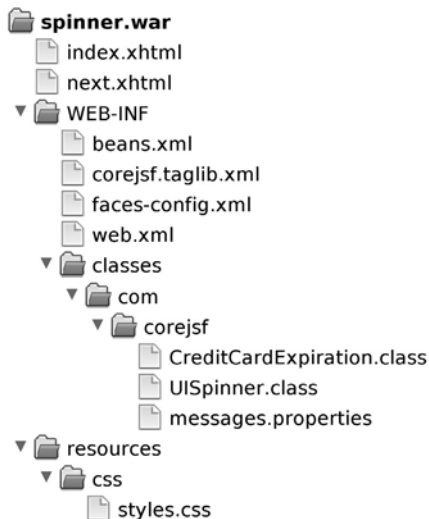 spinner.war
index.xhtml
next.xhtml
WEB-INF
beans.xml
corejsf.taglib.xml
faces-config.xml
web.xml
classes
com
corejsf
CreditCardExpiration.class
UISpinner.class
messages.properties
resources
css
styles.css